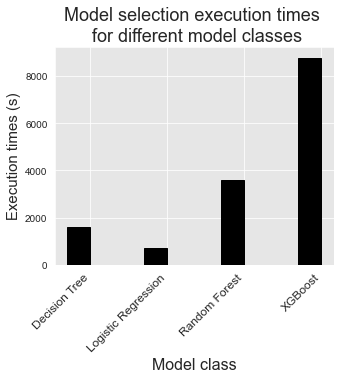 Model selection execution times
for different model classes
Execution times (s)
8000
6000
4000
2000
0
Decision Tree
Logistic Regression
Random Forest
XGBoost
Model class